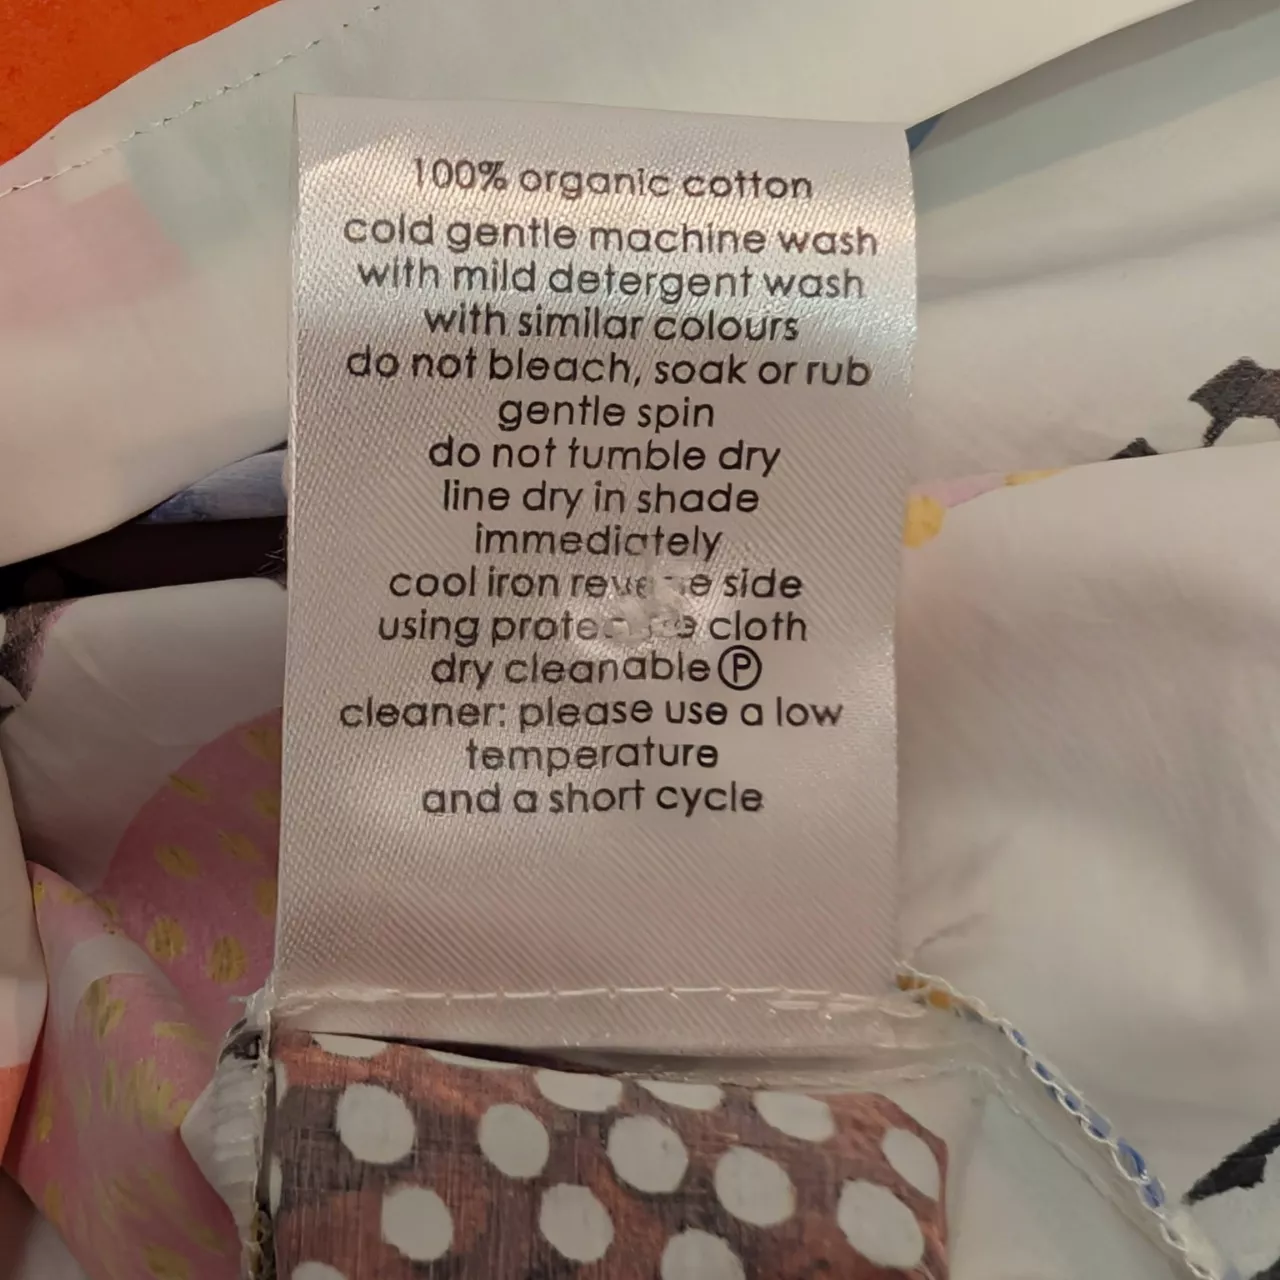 100% organic cotton
cold gentle machine wash
with mild detergent wash
with similar colours
do not bleach, soak or rub
gentle spin
do not tumble dry
line dry in shade
immediately
cool iron reverse side
using protective cloth
dry cleanable Ⓟ
cleaner: please use a low
temperature
and a short cycle